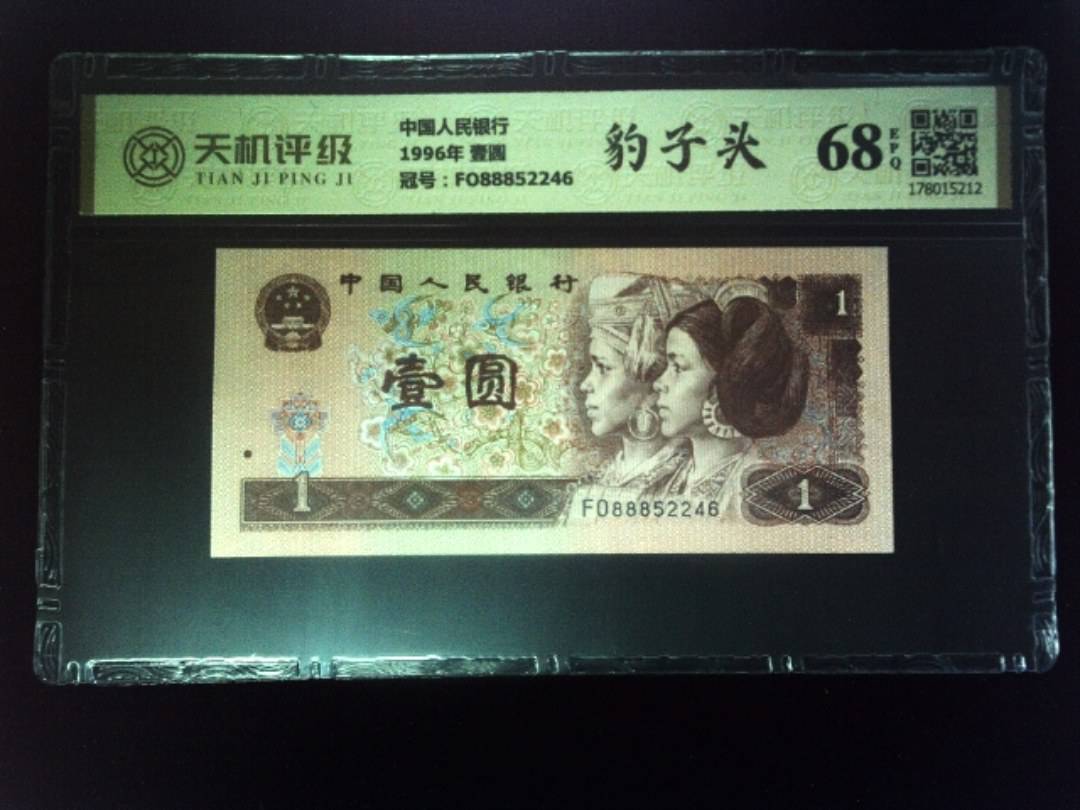 天机评级
TIAN JI PING JI
中国人民银行
1996年 壹圆
冠号：FO88852246
豹子头
68
EPQ
178015212
中国人民银行
1
壹圆
1
FO88852246
1